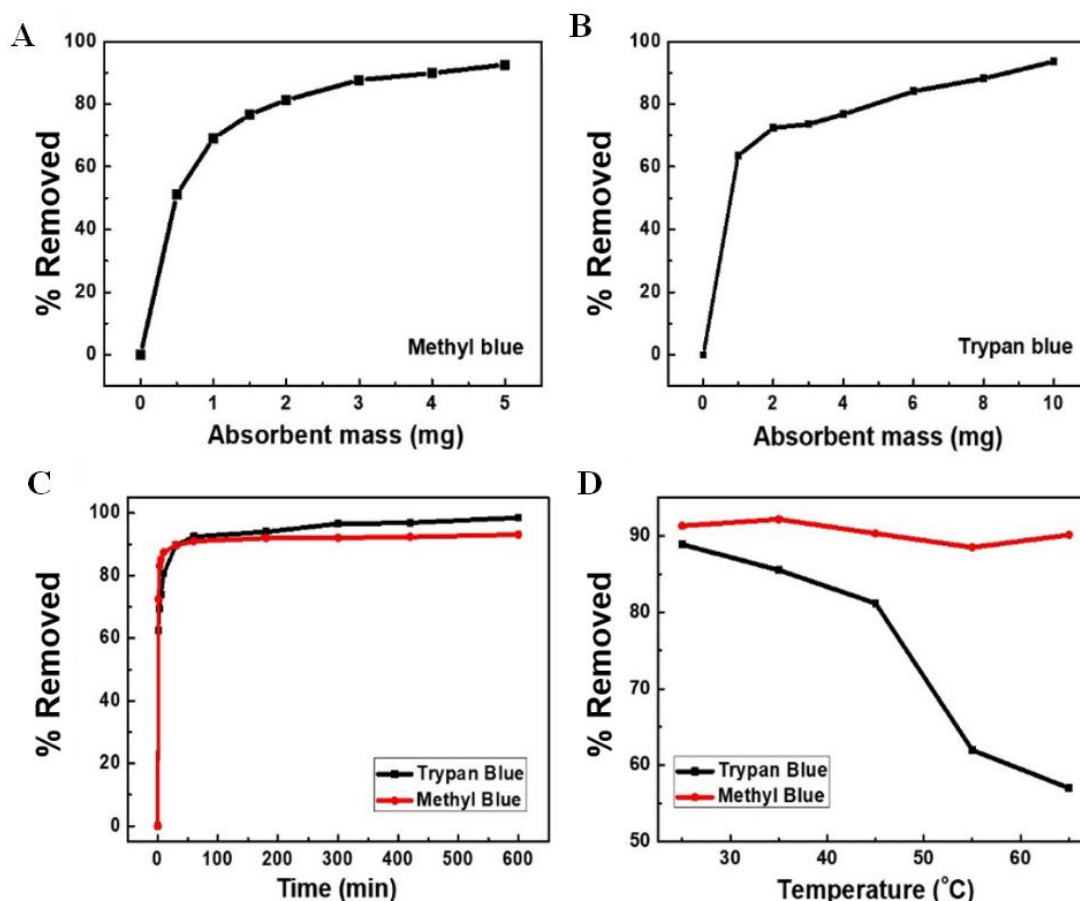 A
100
80
60
40
20
0
% Removed
Methyl blue
0 1 2 3 4 5
Absorbent mass (mg)
B
100
80
60
40
20
0
% Removed
Trypan blue
0 2 4 6 8 10
Absorbent mass (mg)
C
100
80
60
40
20
0
% Removed
Trypan Blue
Methyl Blue
0 100 200 300 400 500 600
Time (min)
D
90
80
70
60
50
% Removed
Trypan Blue
Methyl Blue
30 40 50 60
Temperature (°C)